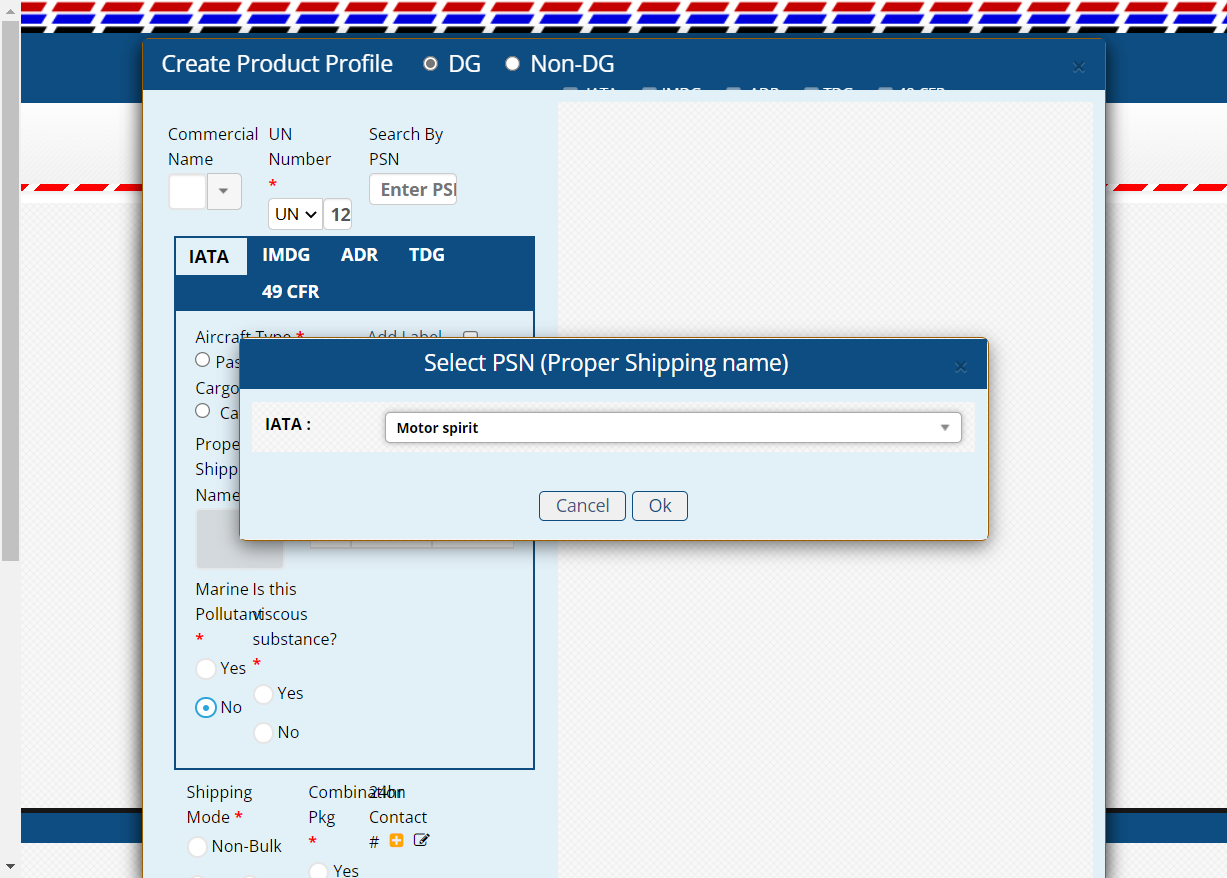 Create Product Profile DG Non-DG ×
IATA IMDG ADR TDG 49 CFR
Commercial Name
UN Number *
Search By PSN
UN 12
Enter PS
IATA IMDG ADR TDG
49 CFR
Aircraft Type * Add Label
Pas
Cargo
Ca
Select PSN (Proper Shipping name) ×
IATA : Motor spirit
Cancel Ok
Prope
Shipp
Name
Marine Pollutant *
Yes
No
Is this viscous substance? *
Yes
No
Shipping Mode *
Non-Bulk
Combination Pkg *
Yes
24hr Contact #